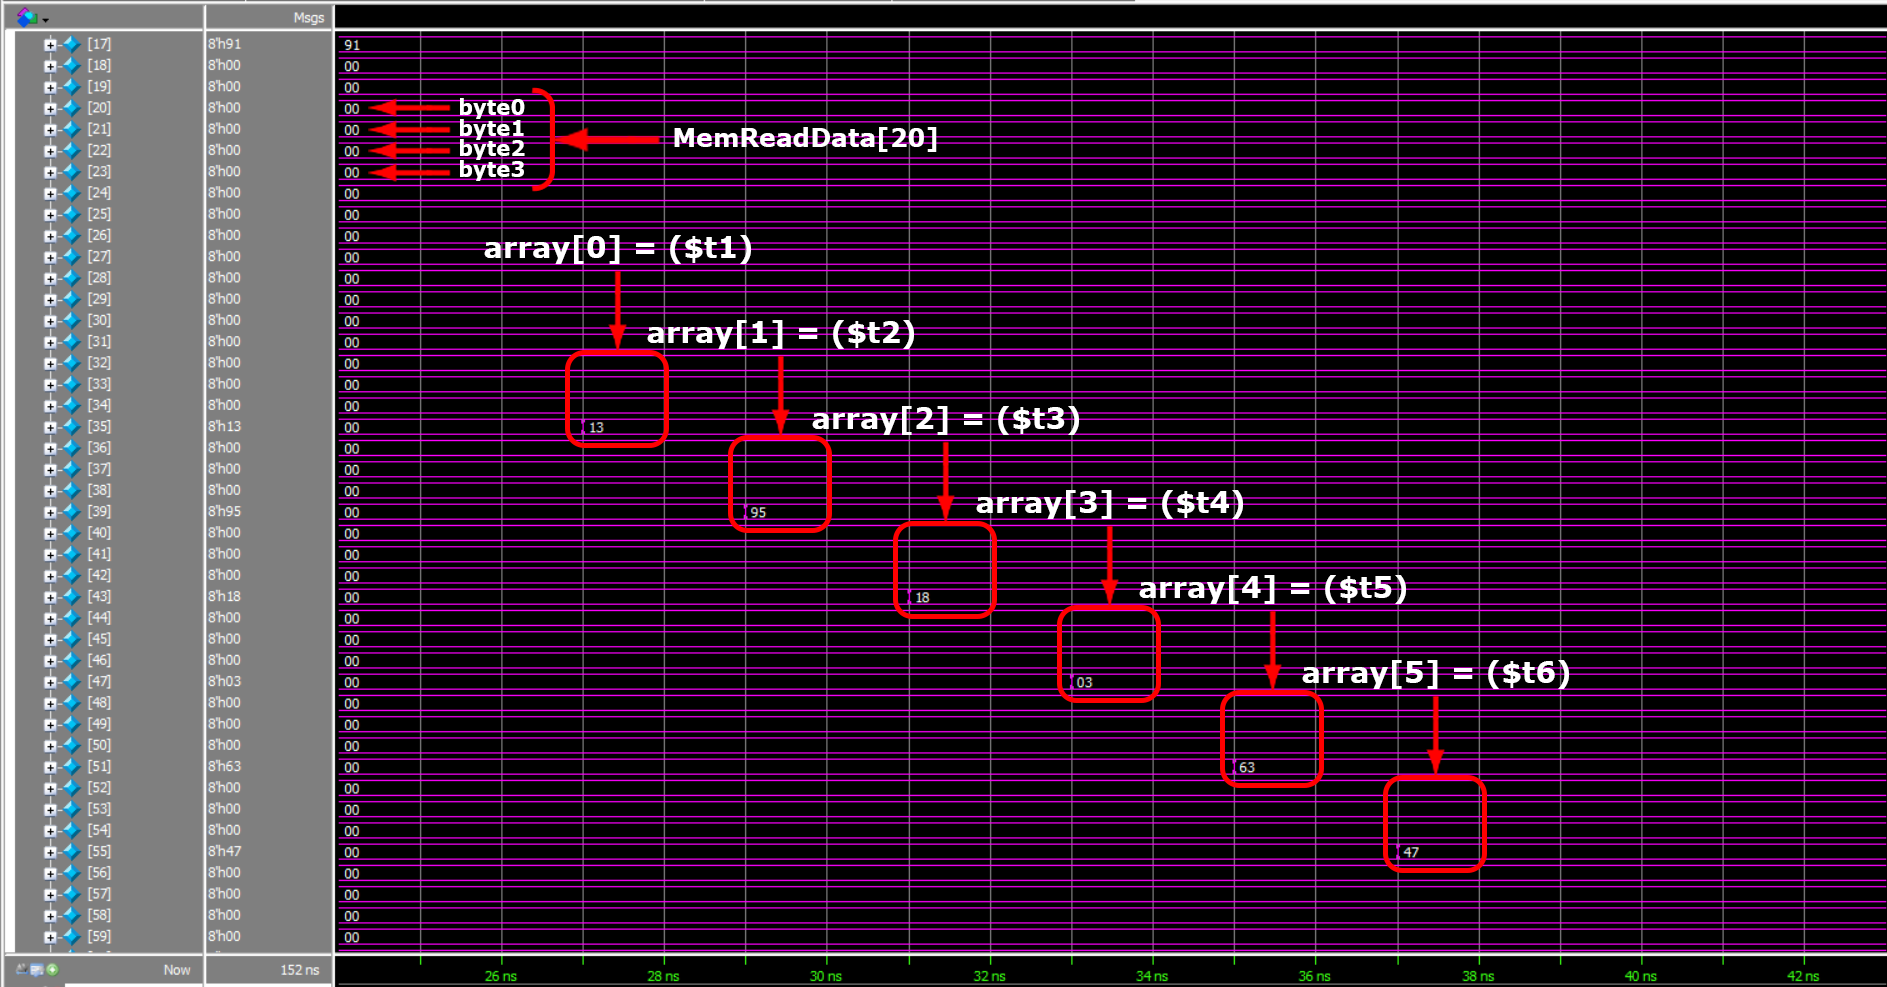 Msgs
[17] 8'h91 91
[18] 8'h00 00
[19] 8'h00 00
[20] 8'h00 00 byte0
[21] 8'h00 00 byte1
MemReadData[20]
[22] 8'h00 00 byte2
[23] 8'h00 00 byte3
[24] 8'h00 00
[25] 8'h00 00
[26] 8'h00 00
array[0] = ($t1)
[27] 8'h00 00
[28] 8'h00 00
[29] 8'h00 00
[30] 8'h00 00
array[1] = ($t2)
[31] 8'h00 00
[32] 8'h00 00
[33] 8'h00 00
[34] 8'h00 00
array[2] = ($t3)
[35] 8'h13 00 13
[36] 8'h00 00
[37] 8'h00 00
[38] 8'h00 00
array[3] = ($t4)
[39] 8'h95 00 95
[40] 8'h00 00
[41] 8'h00 00
[42] 8'h00 00
array[4] = ($t5)
[43] 8'h18 00 18
[44] 8'h00 00
[45] 8'h00 00
[46] 8'h00 00
array[5] = ($t6)
[47] 8'h03 00 03
[48] 8'h00 00
[49] 8'h00 00
[50] 8'h00 00
[51] 8'h63 00 63
[52] 8'h00 00
[53] 8'h00 00
[54] 8'h00 00
[55] 8'h47 00 47
[56] 8'h00 00
[57] 8'h00 00
[58] 8'h00 00
[59] 8'h00 00
Now 152 ns
26 ns 28 ns 30 ns 32 ns 34 ns 36 ns 38 ns 40 ns 42 ns